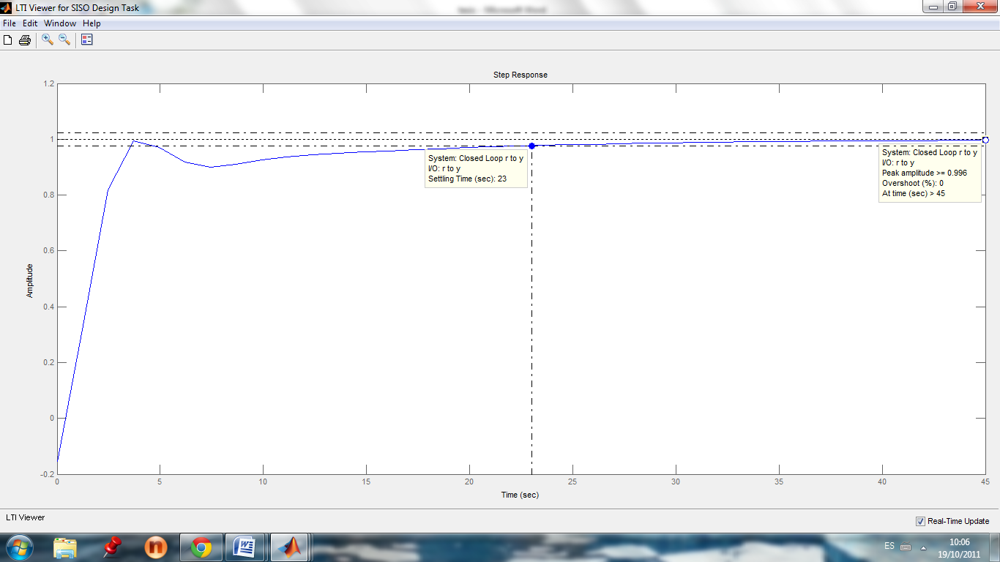 LTI Viewer for SISO Design Task
File Edit Window Help
Step Response
1.2
1
0.8
0.6
0.4
0.2
0
-0.2
Amplitude
System: Closed Loop r to y
I/O: r to y
Settling Time (sec): 23
System: Closed Loop r to y
I/O: r to y
Peak amplitude >= 0.996
Overshoot (%): 0
At time (sec) > 45
0 5 10 15 20 25 30 35 40 45
Time (sec)
LTI Viewer
Real-Time Update
ES
10:06
19/10/2011